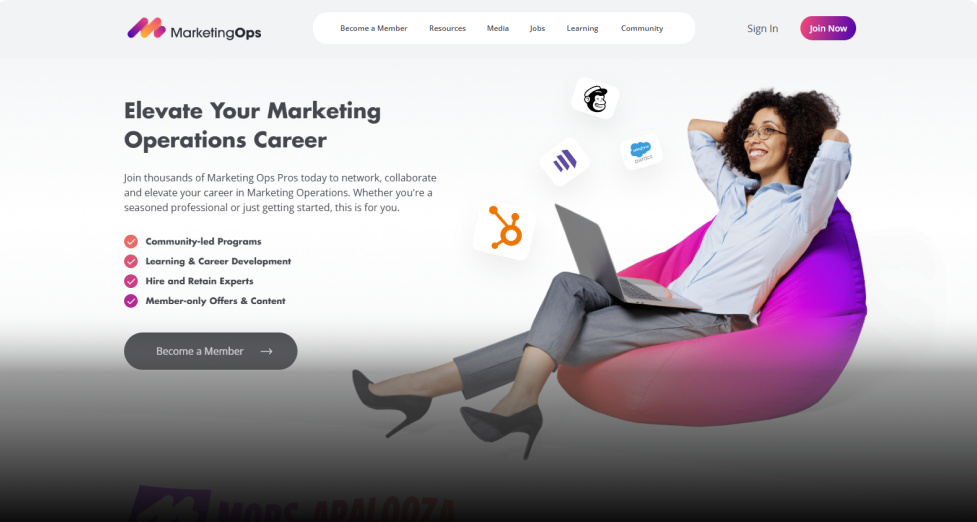 MarketingOps
Become a Member
Resources
Media
Jobs
Learning
Community
Sign In
Join Now
Elevate Your Marketing
Operations Career
Join thousands of Marketing Ops Pros today to network, collaborate
and elevate your career in Marketing Operations. Whether you're a
seasoned professional or just getting started, this is for you.
Community-led Programs
Learning & Career Development
Hire and Retain Experts
Member-only Offers & Content
Become a Member
pardot
MOPS-APALOOZA